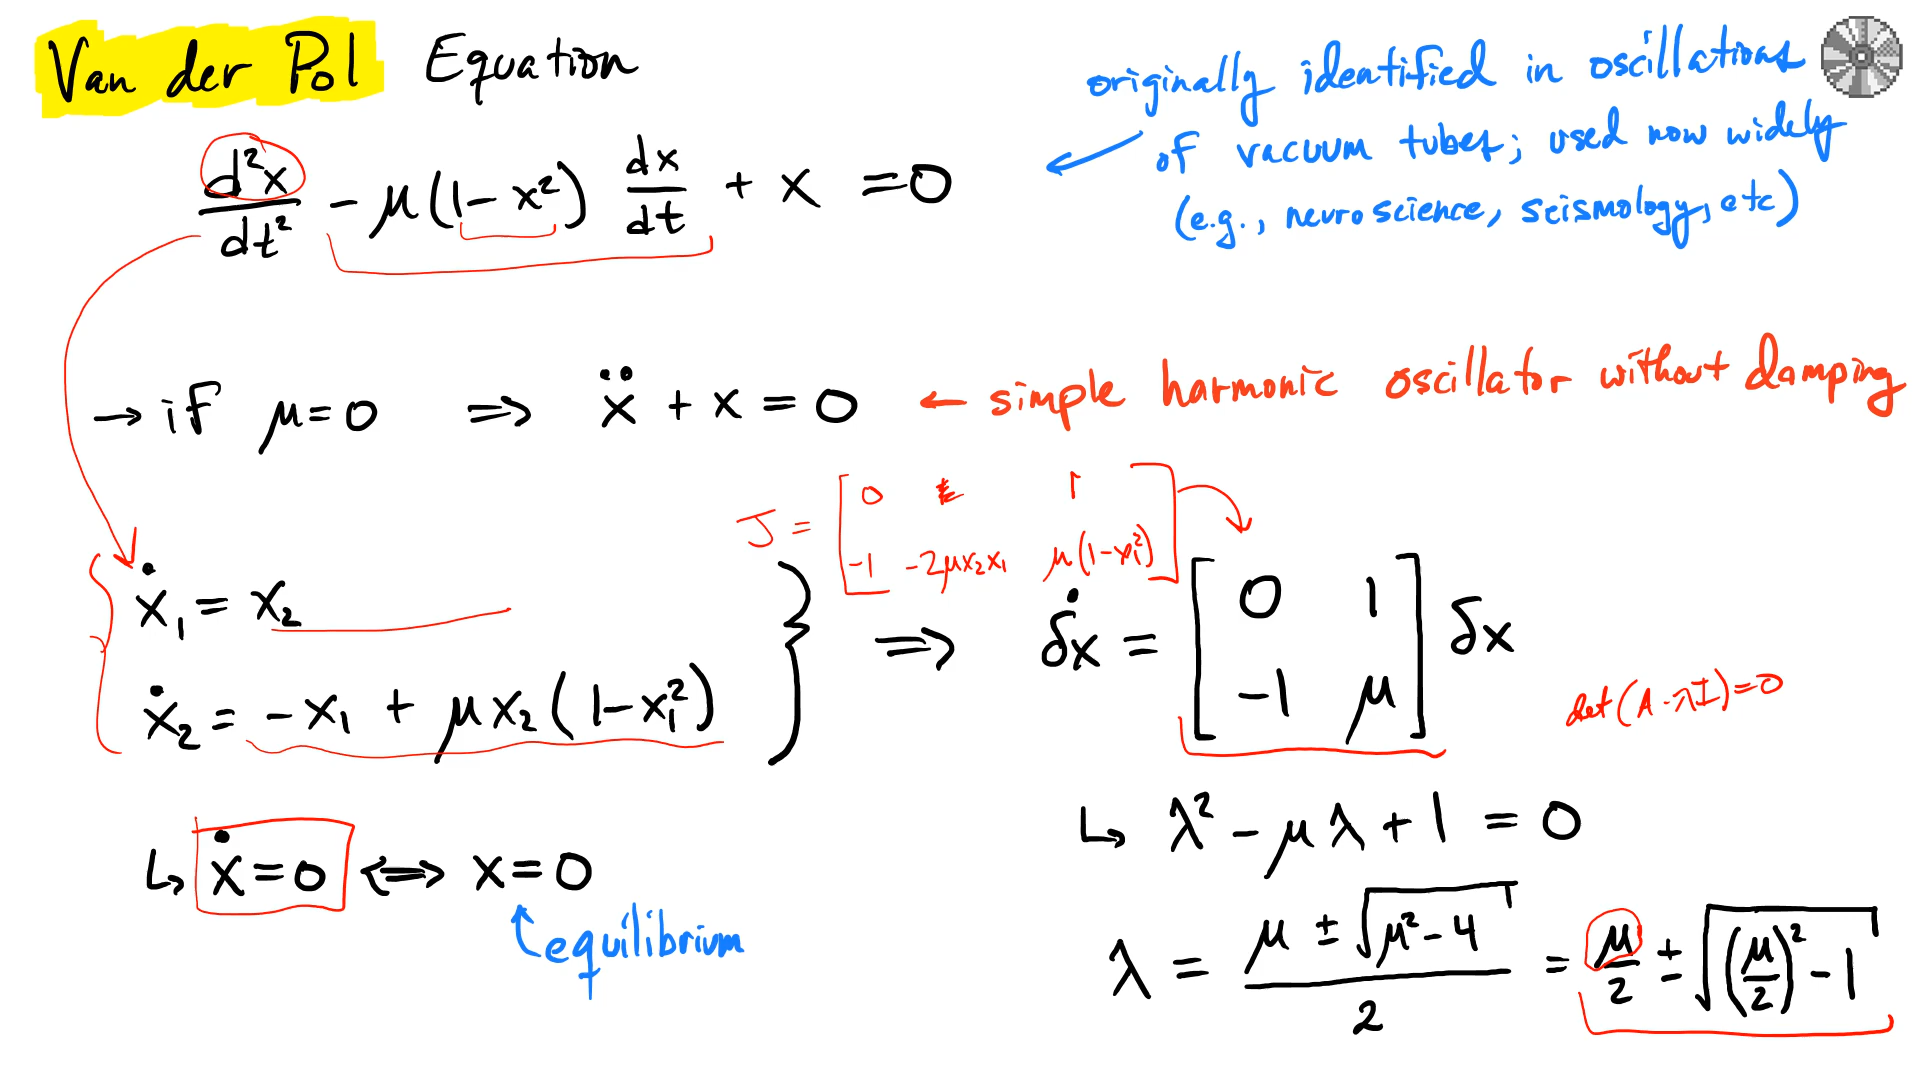 Van der Pol Equation
originally identified in oscillations
of vacuum tubes; used now widely
(e.g., neuroscience, seismology, etc)
d²x/dt² - μ(1-x²) dx/dt + x = 0
→ if μ=0 ⇒ ẍ + x = 0 ← simple harmonic oscillator without damping
J = [0 1; -1 -2μx₂x₁ μ(1-x₁²)]
ẋ₁ = x₂
ẋ₂ = -x₁ + μx₂(1-x₁²)
⇒ δẋ = [0 1; -1 μ] δx
det(A-λI)=0
↳ ẋ=0 ⟺ x=0
equilibrium
↳ λ² - μλ + 1 = 0
λ = (μ ± √(μ²-4))/2 = μ/2 ± √((μ/2)² - 1)